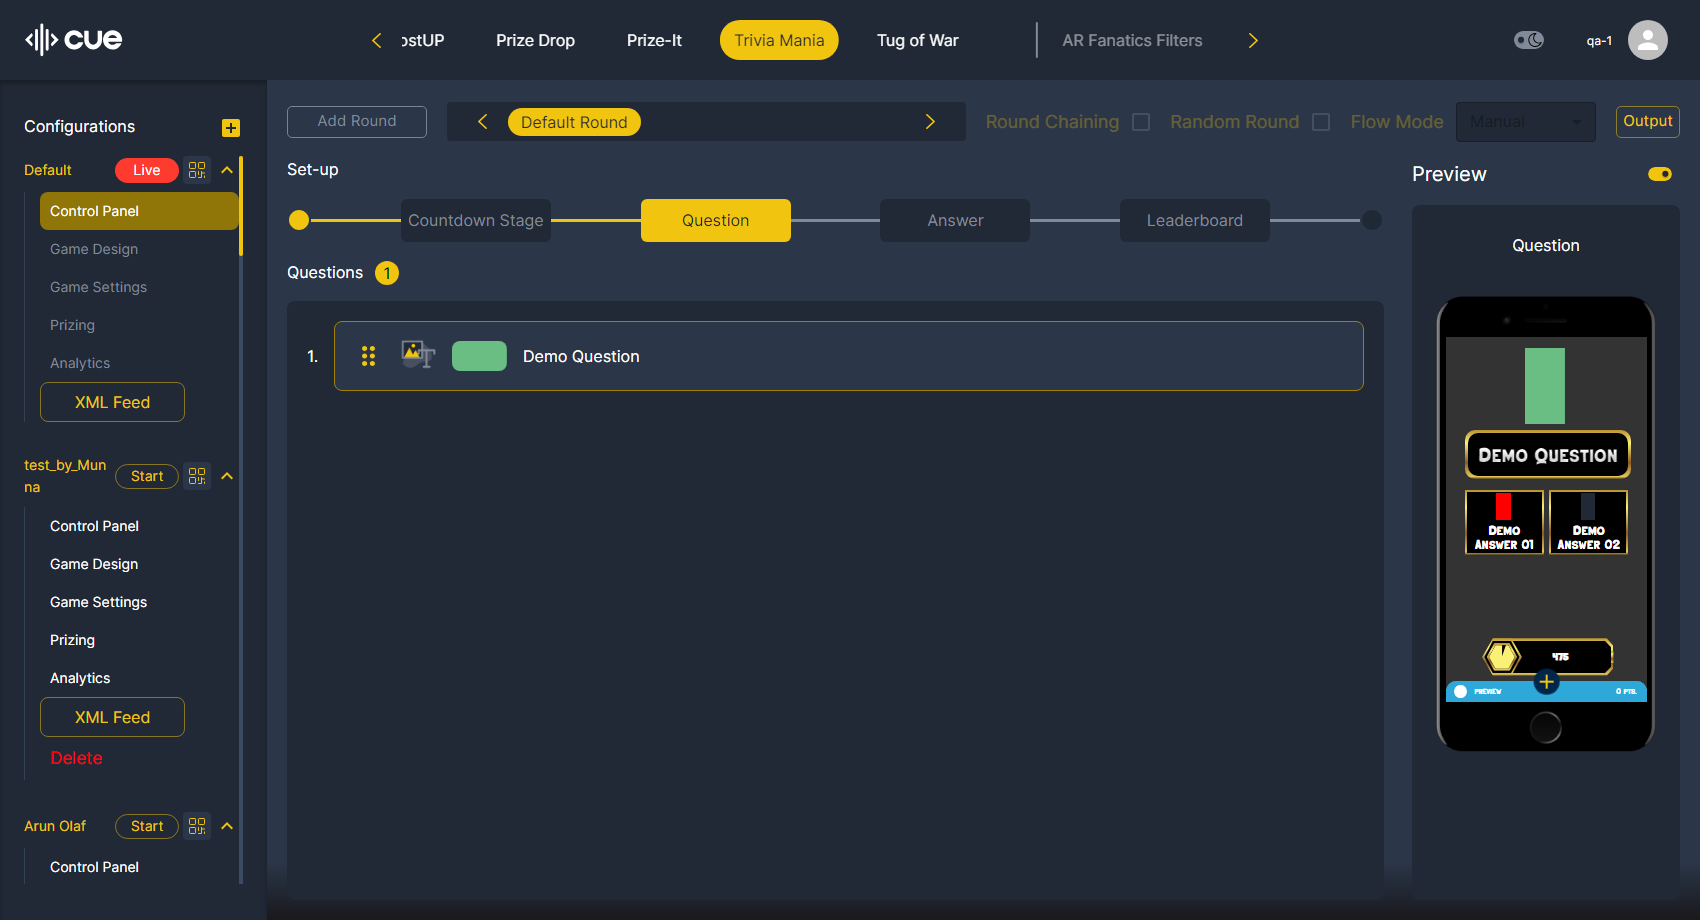 cue
ostUP
Prize Drop
Prize-It
Trivia Mania
Tug of War
AR Fanatics Filters
qa-1
Configurations
Default
Live
Control Panel
Game Design
Game Settings
Prizing
Analytics
XML Feed
test_by_Mun
na
Start
Control Panel
Game Design
Game Settings
Prizing
Analytics
XML Feed
Delete
Arun Olaf
Start
Control Panel
Add Round
Default Round
Round Chaining
Random Round
Flow Mode
Manual
Output
Set-up
Countdown Stage
Question
Answer
Leaderboard
Questions 1
1.
Demo Question
Preview
Question
Demo Question
Demo
Answer 01
Demo
Answer 02
475
PREVIEW
0 PTS.